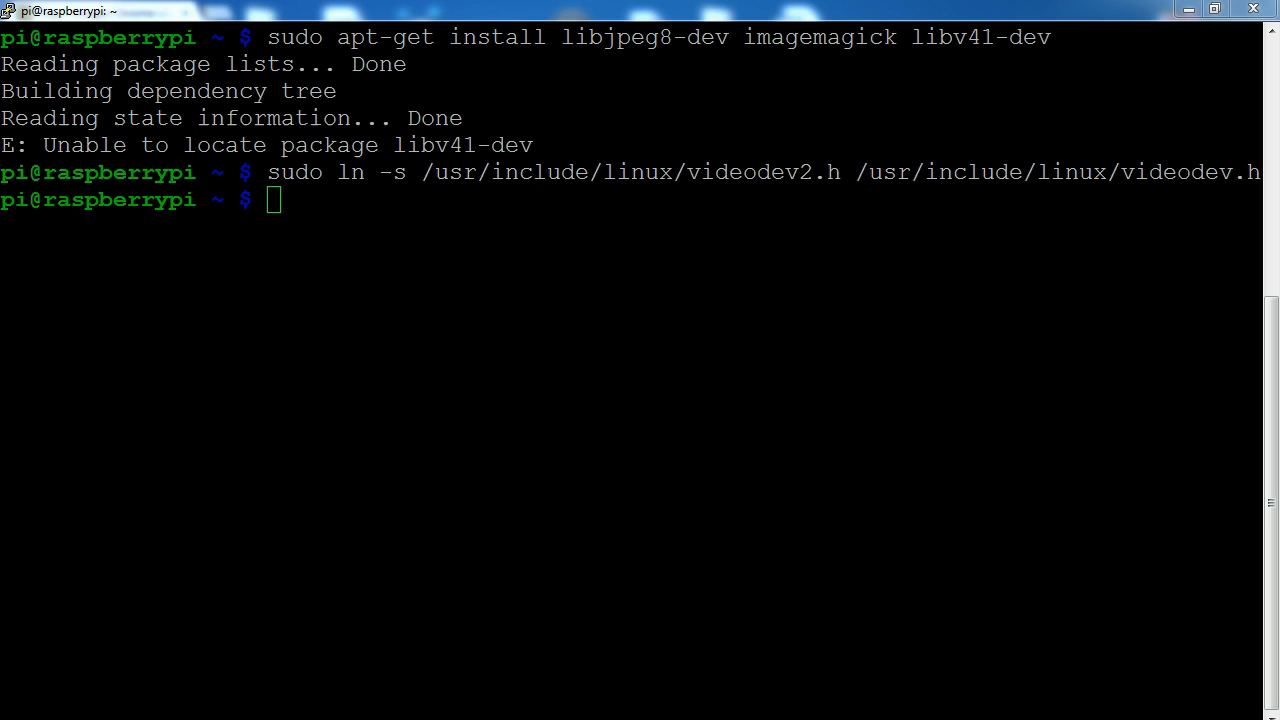 pi@raspberrypi: ~
pi@raspberrypi ~ $ sudo apt-get install libjpeg8-dev imagemagick libv41-dev
Reading package lists... Done
Building dependency tree
Reading state information... Done
E: Unable to locate package libv41-dev
pi@raspberrypi ~ $ sudo ln -s /usr/include/linux/videodev2.h /usr/include/linux/videodev.h
pi@raspberrypi ~ $